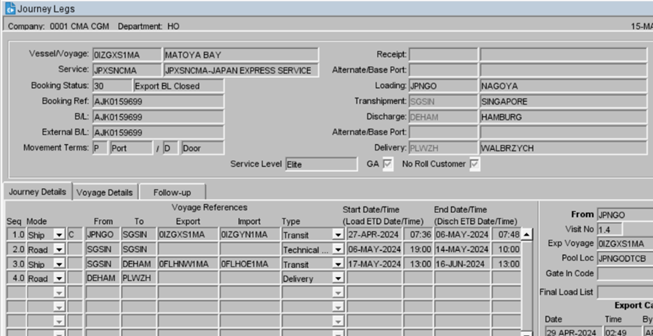 Journey Legs
Company: 0001 CMA CGM Department: HO 15-MA
Vessel/Voyage: 0IZGXS1MA MATOYA BAY Receipt:
Service: JPXSNCMA JPXSNCMA-JAPAN EXPRESS SERVICE Alternate/Base Port:
Booking Status: 30 Export BL Closed Loading: JPNGO NAGOYA
Booking Ref: AJK0159699 Transhipment: SGSIN SINGAPORE
B/L: AJK0159699 Discharge: DEHAM HAMBURG
External B/L: AJK0159699 Alternate/Base Port:
Movement Terms: P Port / D Door Delivery: PLWZH WALBRZYCH
Service Level Elite GA No Roll Customer
Journey Details Voyage Details Follow-up
Voyage References Start Date/Time End Date/Time
Seq Mode From To Export Import Type (Load ETD Date/Time) (Disch ETB Date/Time)
1.0 Ship C JPNGO SGSIN 0IZGXS1MA 0IZGYN1MA Transit 27-APR-2024 07:36 06-MAY-2024 07:48
2.0 Road SGSIN SGSIN Technical ... 06-MAY-2024 19:00 14-MAY-2024 10:00
3.0 Ship SGSIN DEHAM 0FLHNW1MA 0FLHOE1MA Transit 17-MAY-2024 13:00 16-JUN-2024 13:00
4.0 Road DEHAM PLWZH Delivery
From JPNGO
Visit No 1.4
Exp Voyage 0IZGXS1MA
Pool Loc JPNGODTCB
Gate In Code
Final Load List
Export Ca
Date Time By
29 APR-2024 02:49 AR